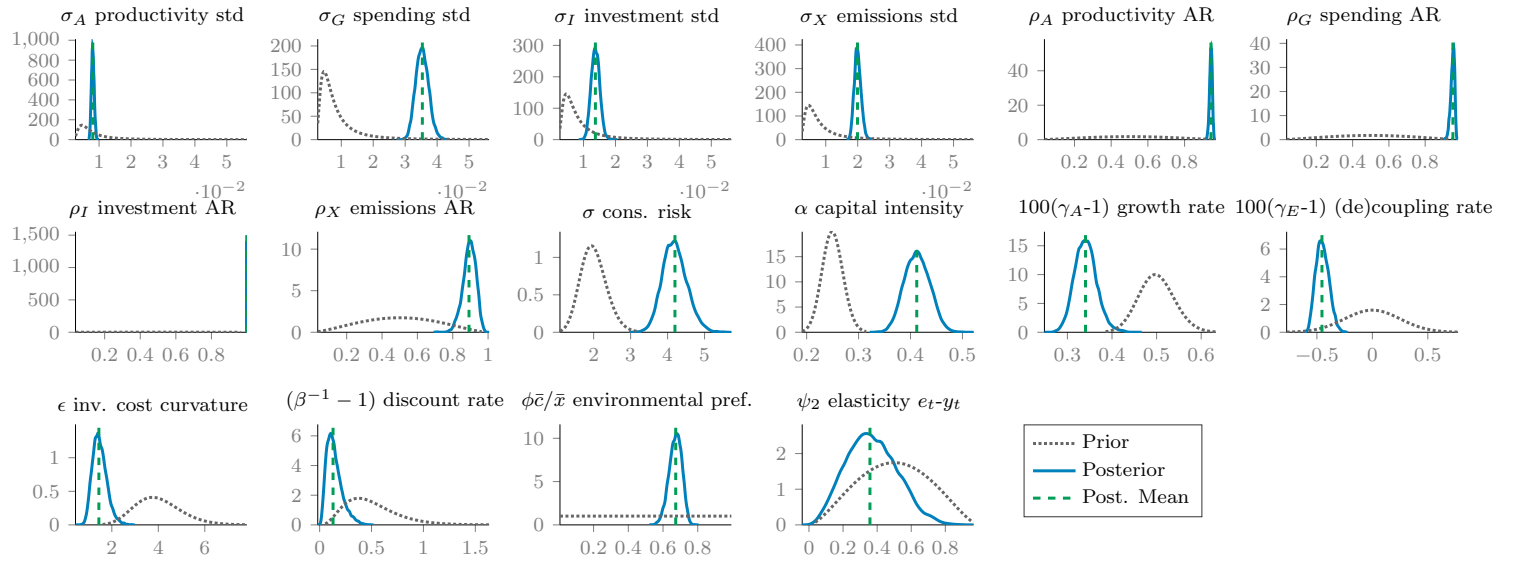 σ_A productivity std
1,000
800
600
400
200
0
1 2 3 4 5
σ_G spending std
200
150
100
50
0
1 2 3 4 5
·10⁻²
σ_I investment std
300
200
100
0
1 2 3 4 5
σ_X emissions std
400
300
200
100
0
1 2 3 4 5
·10⁻²
·10⁻²
·10⁻²
ρ_A productivity AR
40
20
0
0.2 0.4 0.6 0.8
ρ_G spending AR
40
30
20
10
0
0.2 0.4 0.6 0.8
ρ_I investment AR
1,500
1,000
500
0
0.2 0.4 0.6 0.8
ρ_X emissions AR
10
5
0
0.2 0.4 0.6 0.8 1
σ cons. risk
1
0.5
0
2 3 4 5
α capital intensity
20
15
10
5
0
0.2 0.3 0.4 0.5
100(γ_A-1) growth rate
15
10
5
0
0.3 0.4 0.5 0.6
100(γ_E-1) (de)coupling rate
6
4
2
0
−0.5 0 0.5
ϵ inv. cost curvature
1
0.5
0
2 4 6
(β⁻¹ − 1) discount rate
6
4
2
0
0 0.5 1 1.5
ϕc̄/x̄ environmental pref.
10
5
0
0.2 0.4 0.6 0.8
ψ₂ elasticity e_t-y_t
2
1
0
0 0.2 0.4 0.6 0.8
Prior
Posterior
Post. Mean